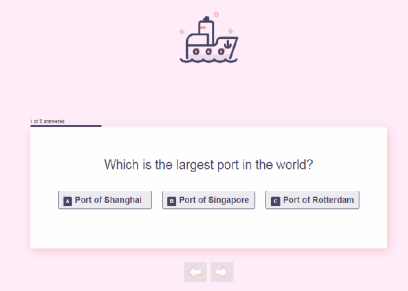 1 of 5 answered
Which is the largest port in the world?
A Port of Shanghai
B Port of Singapore
C Port of Rotterdam